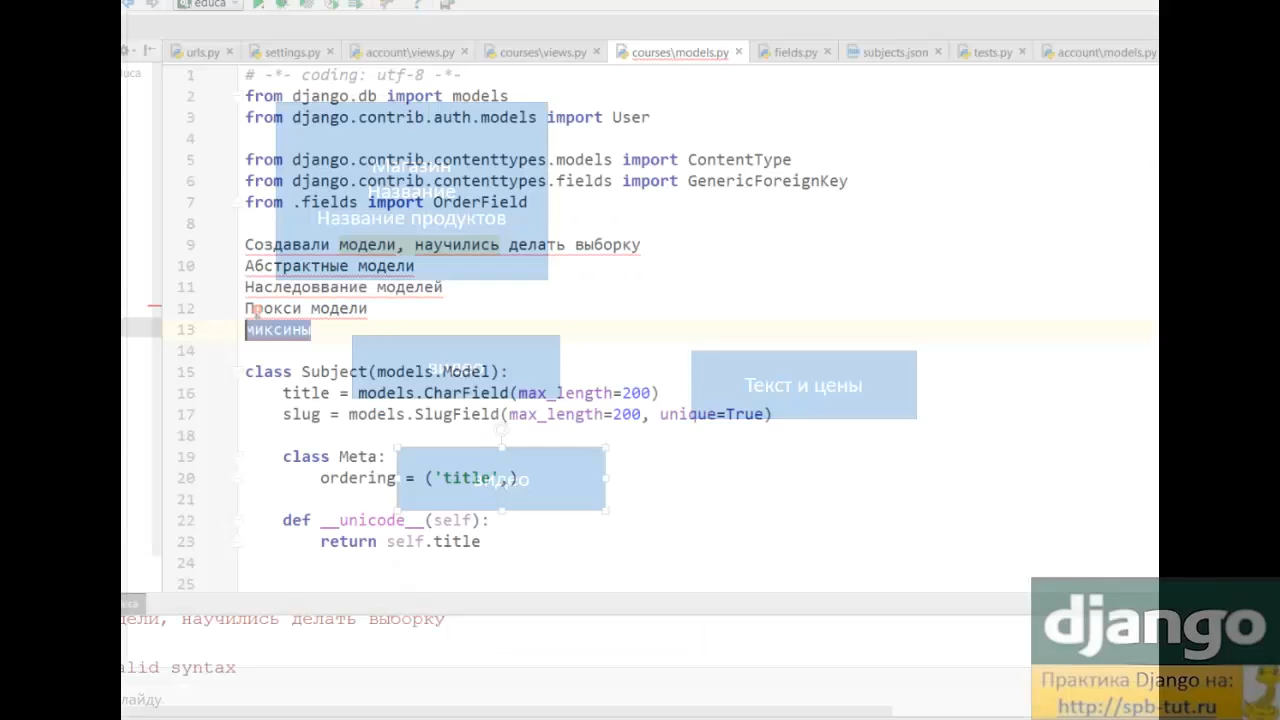 educa
urls.py settings.py account\views.py courses\views.py courses\models.py fields.py subjects.json tests.py account\models.py
1 # -*- coding: utf-8 -*-
2 from django.db import models
3 from django.contrib.auth.models import User
4
5 from django.contrib.contenttypes.models import ContentType
6 from django.contrib.contenttypes.fields import GenericForeignKey
7 from .fields import OrderField
8
9 Создавали модели, научились делать выборку
10 Абстрактные модели
11 Наследоввание моделей
12 Прокси модели
13 миксины
14
15 class Subject(models.Model):
16 title = models.CharField(max_length=200)
17 slug = models.SlugField(max_length=200, unique=True)
18
19 class Meta:
20 ordering = ('title',)
21
22 def __unicode__(self):
23 return self.title
24
25
Магазин
Название
Название продуктов
видео
Текст и цены
видео
дели, научились делать выборку
alid syntax
лайду
django
Практика Django на:
http://spb-tut.ru